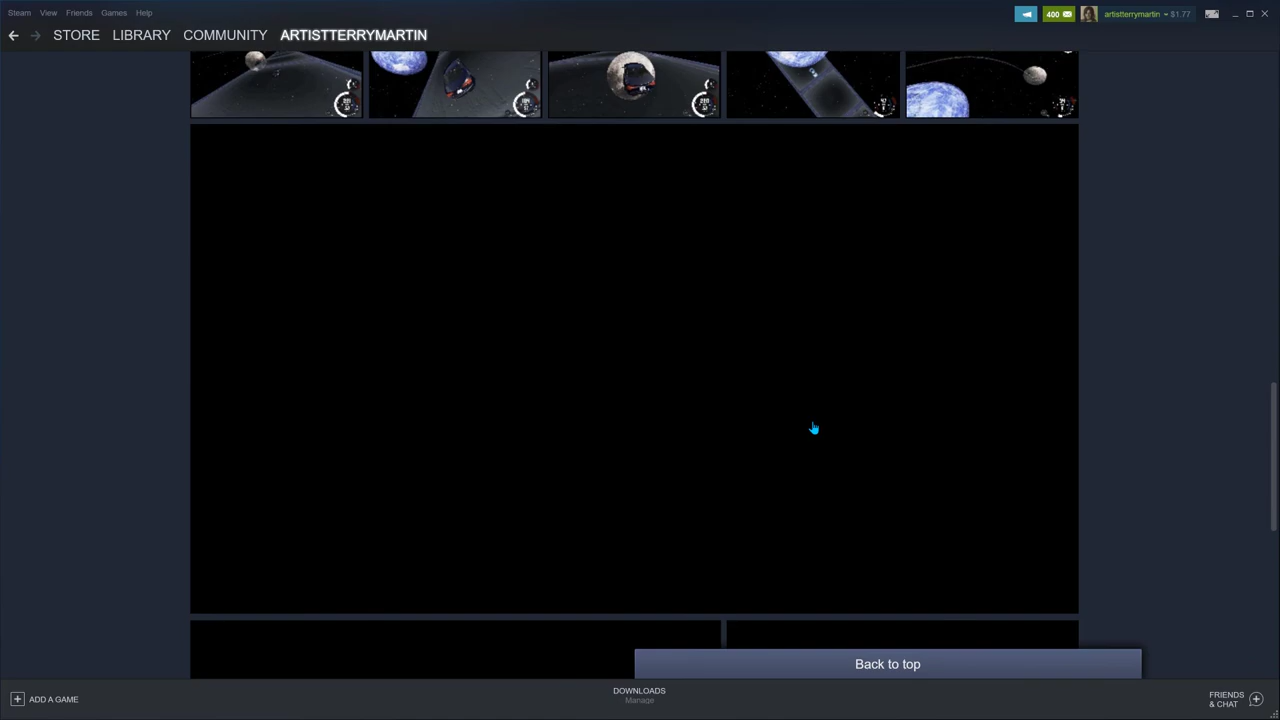 Steam View Friends Games Help
400 artistterrymartin $1.77
STORE LIBRARY COMMUNITY ARTISTTERRYMARTIN
Back to top
ADD A GAME
DOWNLOADS
Manage
FRIENDS
& CHAT